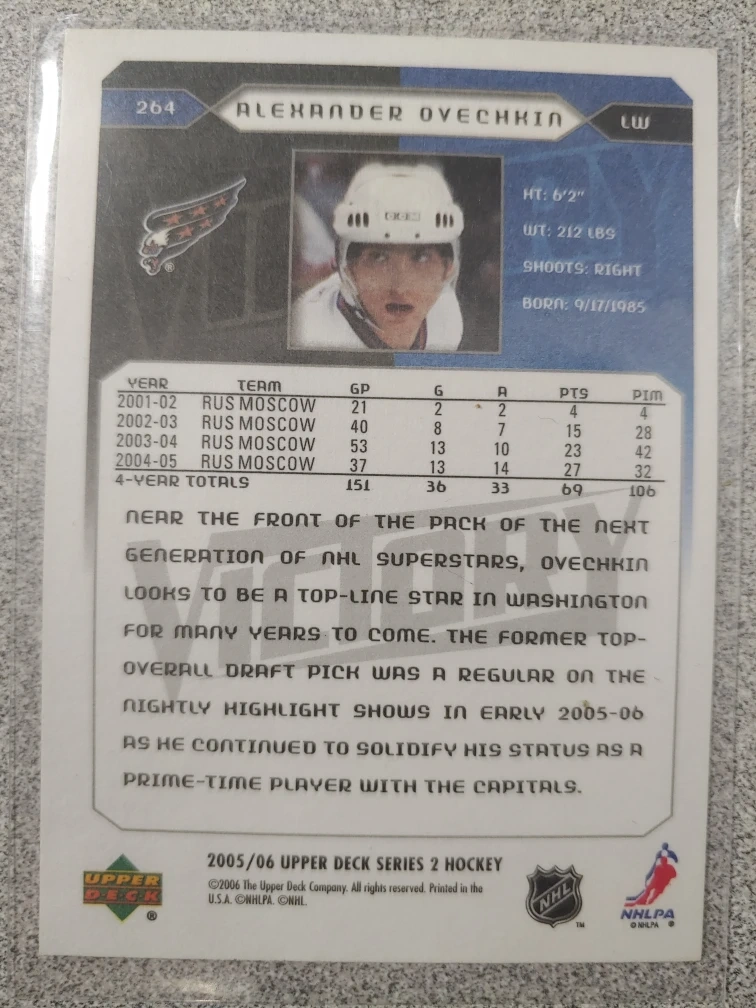 264 ALEXANDER OVECHKIN LW
CCM
HT: 6'2"
WT: 212 LBS
SHOOTS: RIGHT
BORN: 9/17/1985
®
YEAR TEAM GP G A PTS PIM
2001-02 RUS MOSCOW 21 2 2 4 4
2002-03 RUS MOSCOW 40 8 7 15 28
2003-04 RUS MOSCOW 53 13 10 23 42
2004-05 RUS MOSCOW 37 13 14 27 32
4-YEAR TOTALS 151 36 33 69 106
VICTORY
NEAR THE FRONT OF THE PACK OF THE NEXT
GENERATION OF NHL SUPERSTARS, OVECHKIN
LOOKS TO BE A TOP-LINE STAR IN WASHINGTON
FOR MANY YEARS TO COME. THE FORMER TOP-
OVERALL DRAFT PICK WAS A REGULAR ON THE
NIGHTLY HIGHLIGHT SHOWS IN EARLY 2005-06
AS HE CONTINUED TO SOLIDIFY HIS STATUS AS A
PRIME-TIME PLAYER WITH THE CAPITALS.
UPPER
DECK
®
2005/06 UPPER DECK SERIES 2 HOCKEY
©2006 The Upper Deck Company. All rights reserved. Printed in the
U.S.A. ©NHLPA. ©NHL.
NHL
™
NHLPA
©NHLPA ®